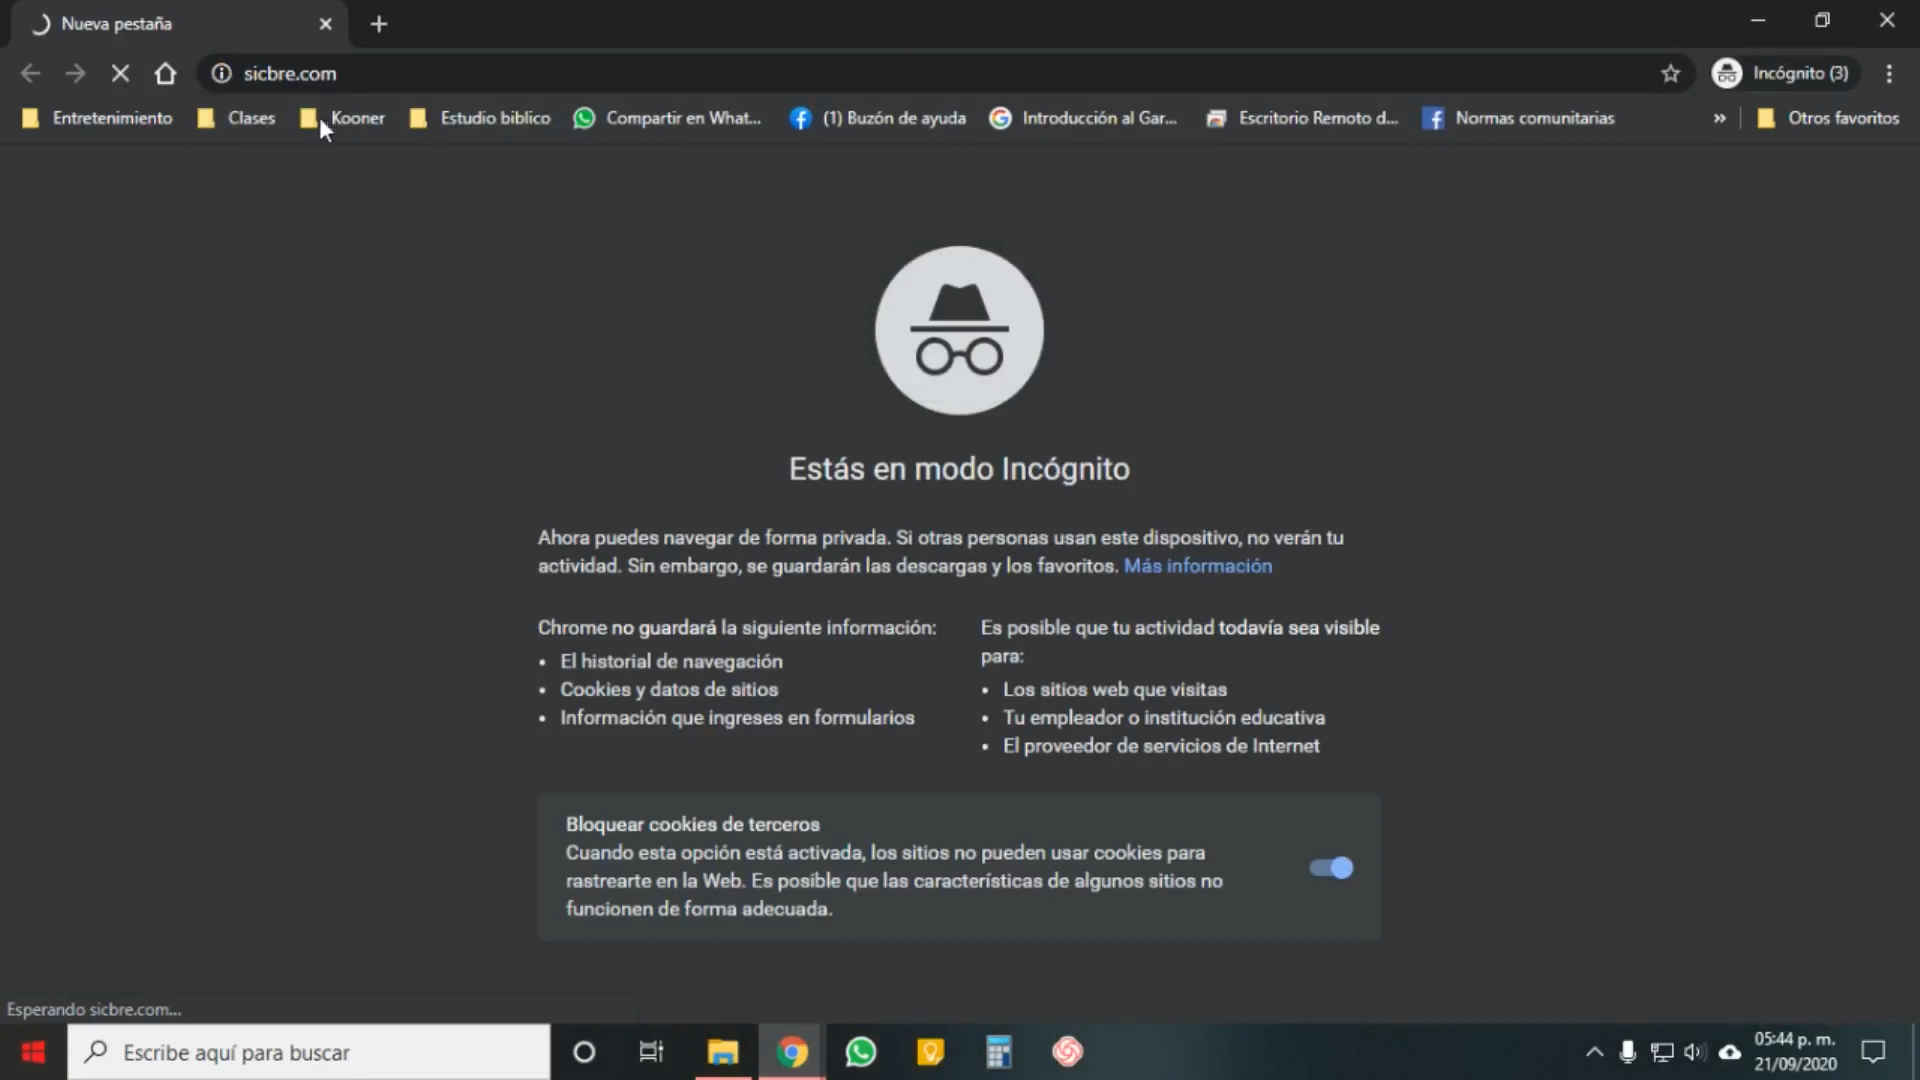 Nueva pestaña
sicbre.com
Incógnito (3)
Entretenimiento
Clases
Kooner
Estudio biblico
Compartir en What...
(1) Buzón de ayuda
Introducción al Gar...
Escritorio Remoto d...
Normas comunitarias
»
Otros favoritos
Estás en modo Incógnito
Ahora puedes navegar de forma privada. Si otras personas usan este dispositivo, no verán tu
actividad. Sin embargo, se guardarán las descargas y los favoritos. Más información
Chrome no guardará la siguiente información:
• El historial de navegación
• Cookies y datos de sitios
• Información que ingreses en formularios
Es posible que tu actividad todavía sea visible
para:
• Los sitios web que visitas
• Tu empleador o institución educativa
• El proveedor de servicios de Internet
Bloquear cookies de terceros
Cuando esta opción está activada, los sitios no pueden usar cookies para
rastrearte en la Web. Es posible que las características de algunos sitios no
funcionen de forma adecuada.
Esperando sicbre.com...
Escribe aquí para buscar
05:44 p. m.
21/09/2020